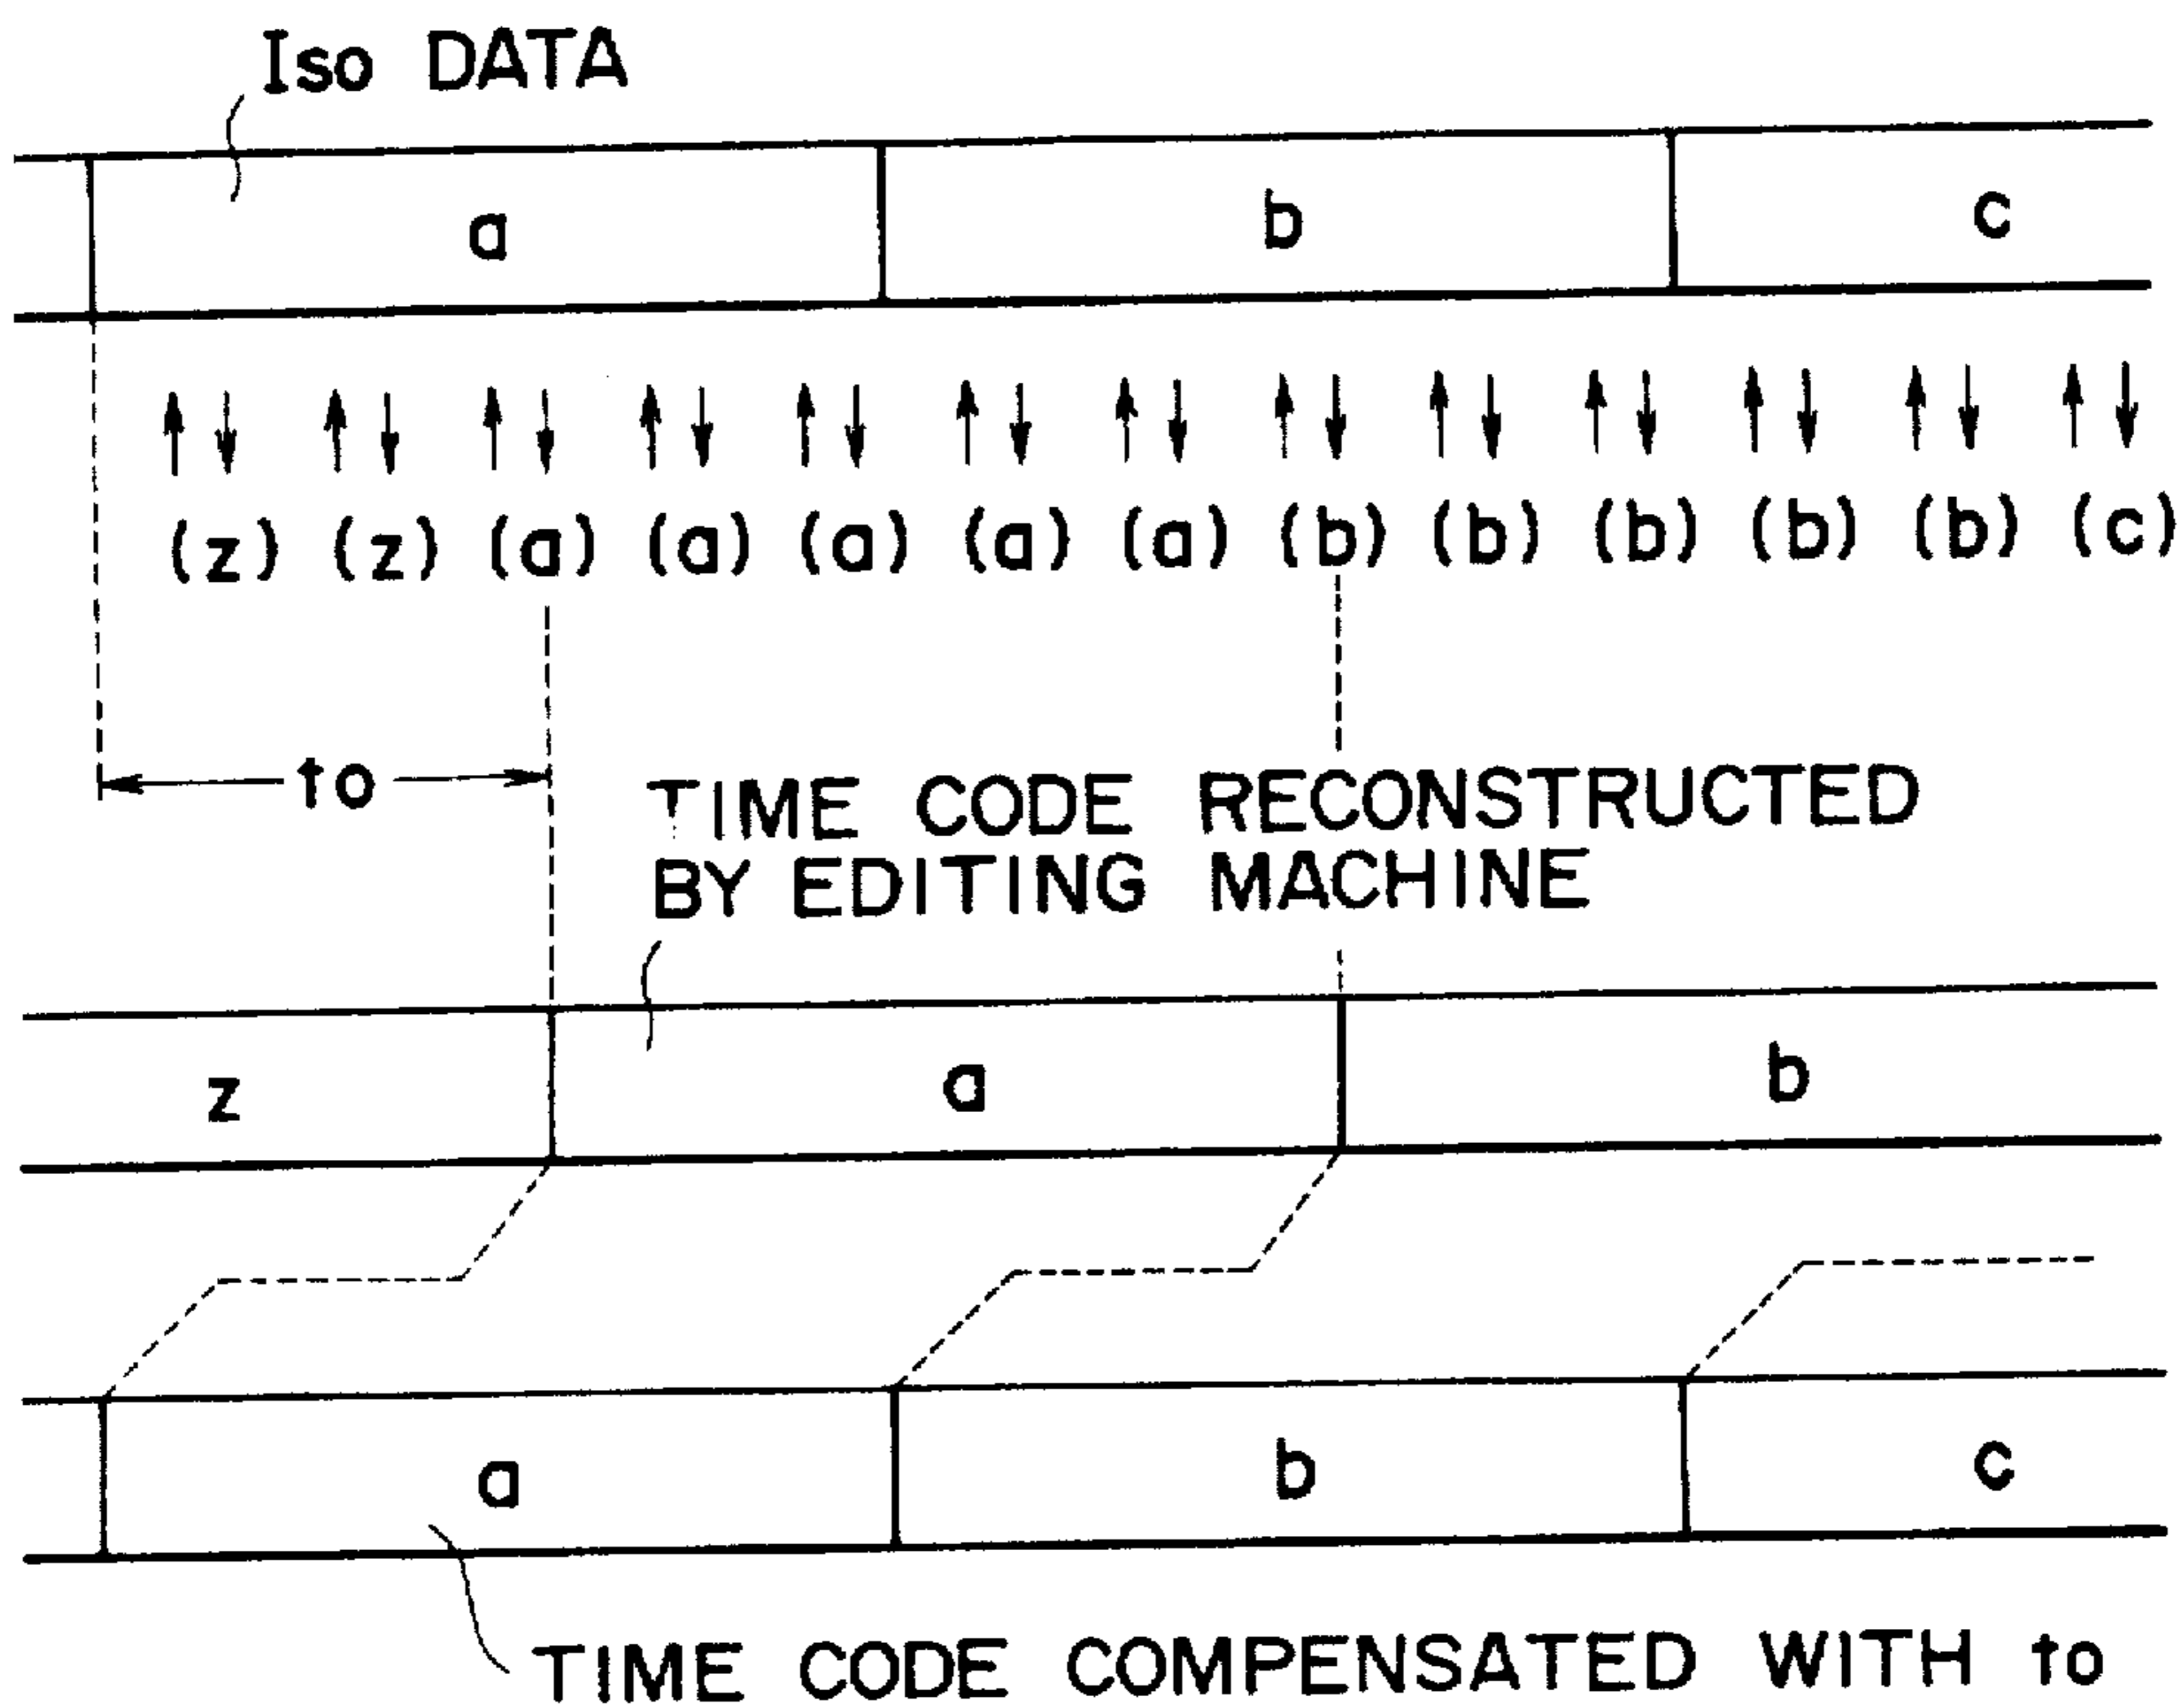 Iso DATA
a b c
(z) (z) (a) (a) (a) (a) (a) (b) (b) (b) (b) (b) (c)
to
TIME CODE RECONSTRUCTED
BY EDITING MACHINE
z a b
a b c
TIME CODE COMPENSATED WITH to